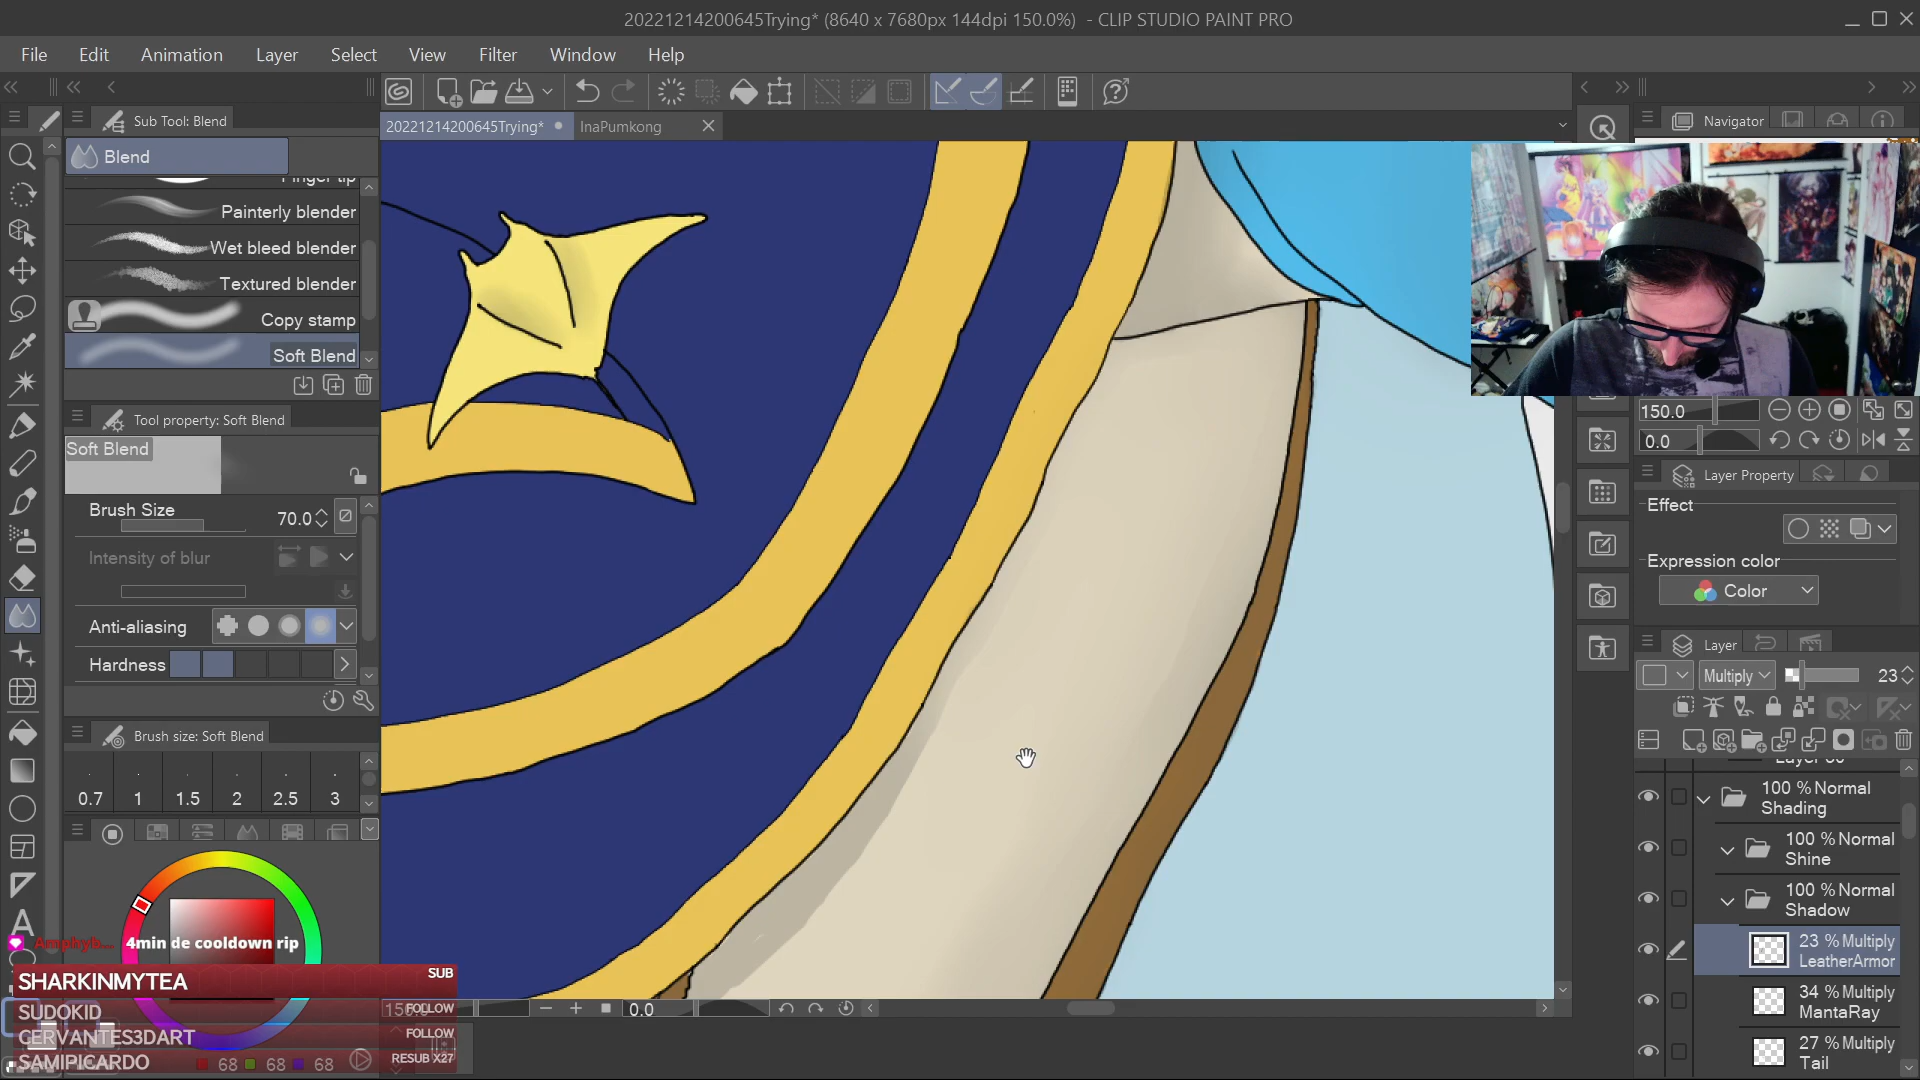 20221214200645Trying* (8640 x 7680px 144dpi 150.0%) - CLIP STUDIO PAINT PRO
File Edit Animation Layer Select View Filter Window Help
Sub Tool: Blend
20221214200645Trying*
InaPumkong
Navigator
Blend
Finger tip
Painterly blender
Wet bleed blender
Textured blender
Copy stamp
Soft Blend
Tool property: Soft Blend
Soft Blend
Brush Size 70.0
Intensity of blur
Anti-aliasing
Hardness
Brush size: Soft Blend
0.7 1 1.5 2 2.5 3
4min de cooldown rip
SHARKINMYTEA SUB
SUDOKID FOLLOW
CERVANTES3DART FOLLOW
SAMIPICARDO RESUB X27
68 68 68
0.0
150.0
0.0
Layer Property
Effect
Expression color
Color
Layer
Multiply 23
100 % Normal
Shading
100 % Normal
Shine
100 % Normal
Shadow
23 % Multiply
LeatherArmor
34 % Multiply
MantaRay
27 % Multiply
Tail